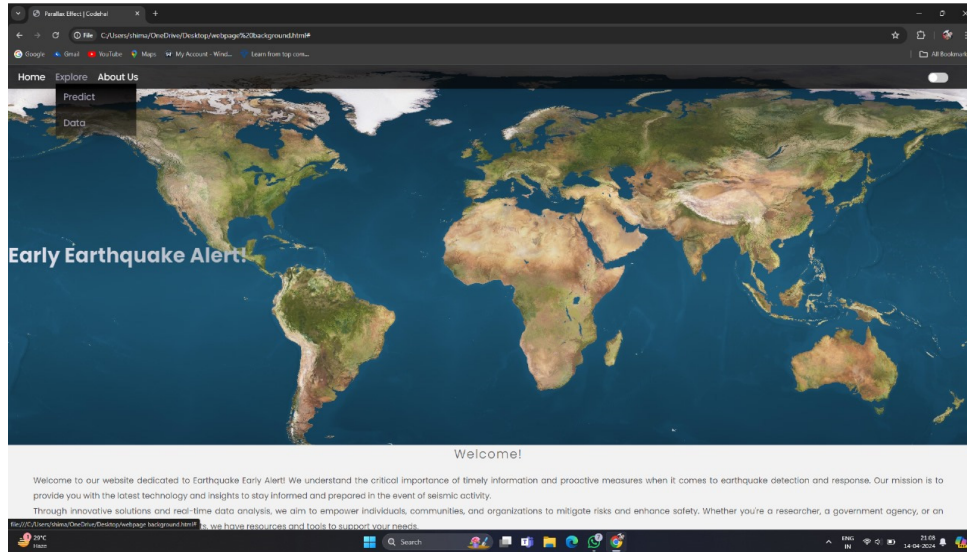 Parallax Effect | Codehal
File C:/Users/shima/OneDrive/Desktop/webpage%20background.html#
Google Gmail YouTube Maps My Account - Wind... Learn from top com... All Bookmarks
Home Explore About Us
Predict
Data
Early Earthquake Alert!
Welcome!
Welcome to our website dedicated to Earthquake Early Alert! We understand the critical importance of timely information and proactive measures when it comes to earthquake detection and response. Our mission is to
provide you with the latest technology and insights to stay informed and prepared in the event of seismic activity.
Through innovative solutions and real-time data analysis, we aim to empower individuals, communities, and organizations to mitigate risks and enhance safety. Whether you're a researcher, a government agency, or an
file:///C:/Users/shima/OneDrive/Desktop/webpage background.html# we have resources and tools to support your needs.
29°C
Haze
Search
ENG
IN
21:08
14-04-2024